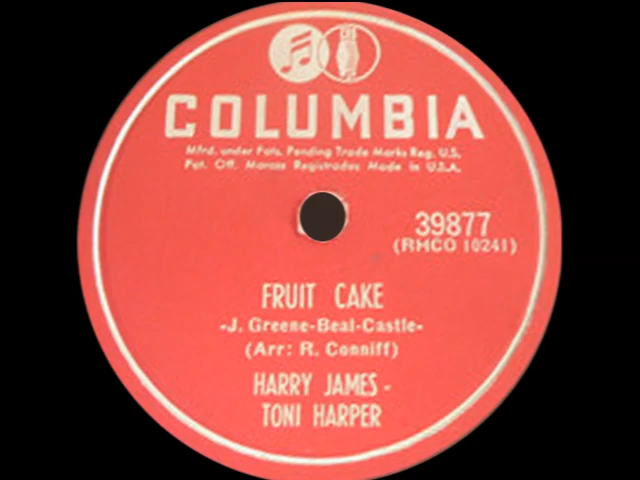 COLUMBIA
Mfrd. under Pats. Pending Trade Marks Reg. U.S.
Pat. Off. Marcas Registradas Made in U.S.A.
39877
(RHCO 10241)
FRUIT CAKE
-J. Greene-Beal-Castle-
(Arr: R. Conniff)
HARRY JAMES -
TONI HARPER